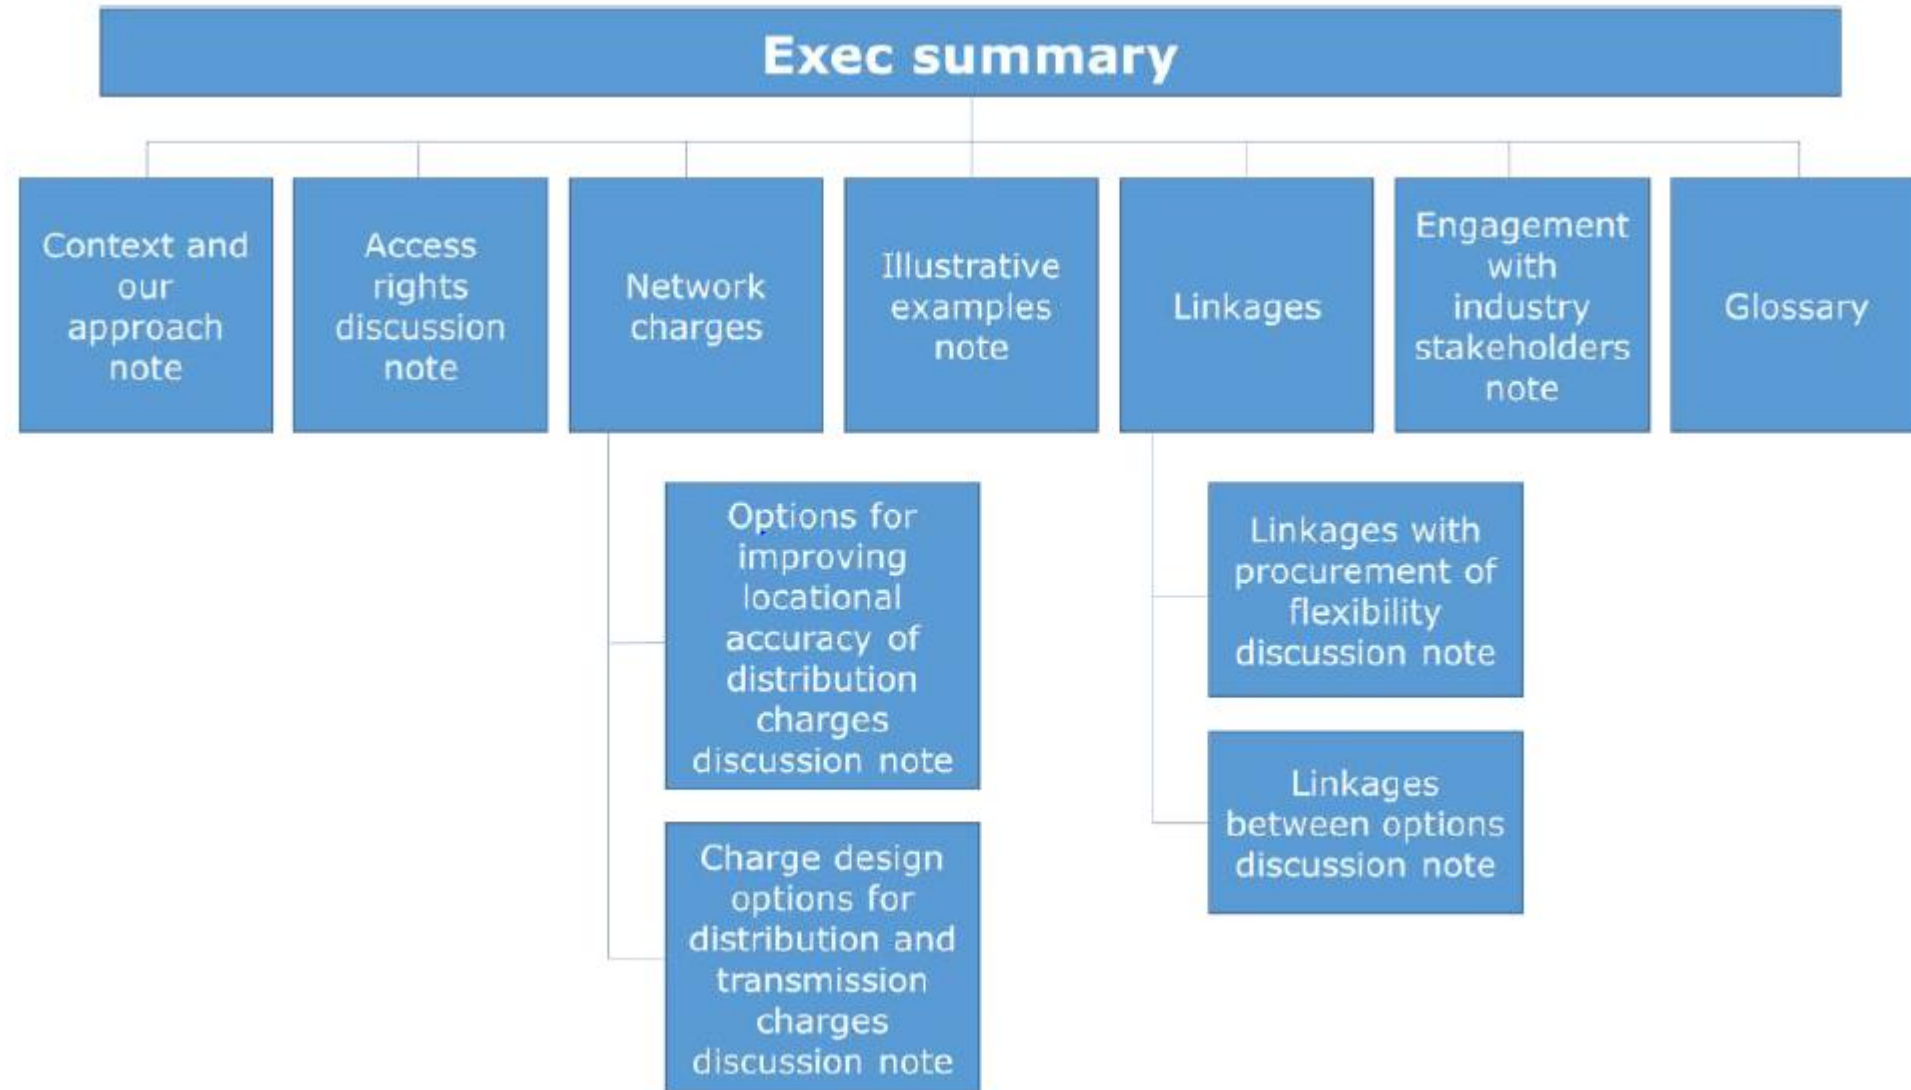 Exec summary
Context and
our
approach
note
Access
rights
discussion
note
Network
charges
Illustrative
examples
note
Linkages
Engagement
with
industry
stakeholders
note
Glossary
Options for
improving
locational
accuracy of
distribution
charges
discussion note
Charge design
options for
distribution and
transmission
charges
discussion note
Linkages with
procurement of
flexibility
discussion note
Linkages
between options
discussion note